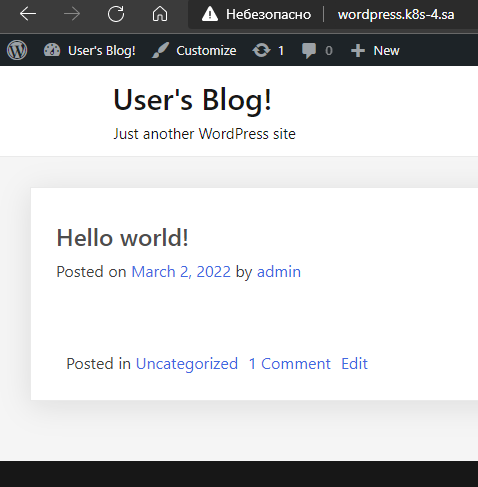 Небезопасно wordpress.k8s-4.sa
User's Blog! Customize 1 0 New
User's Blog!
Just another WordPress site
Hello world!
Posted on March 2, 2022 by admin
Posted in Uncategorized 1 Comment Edit